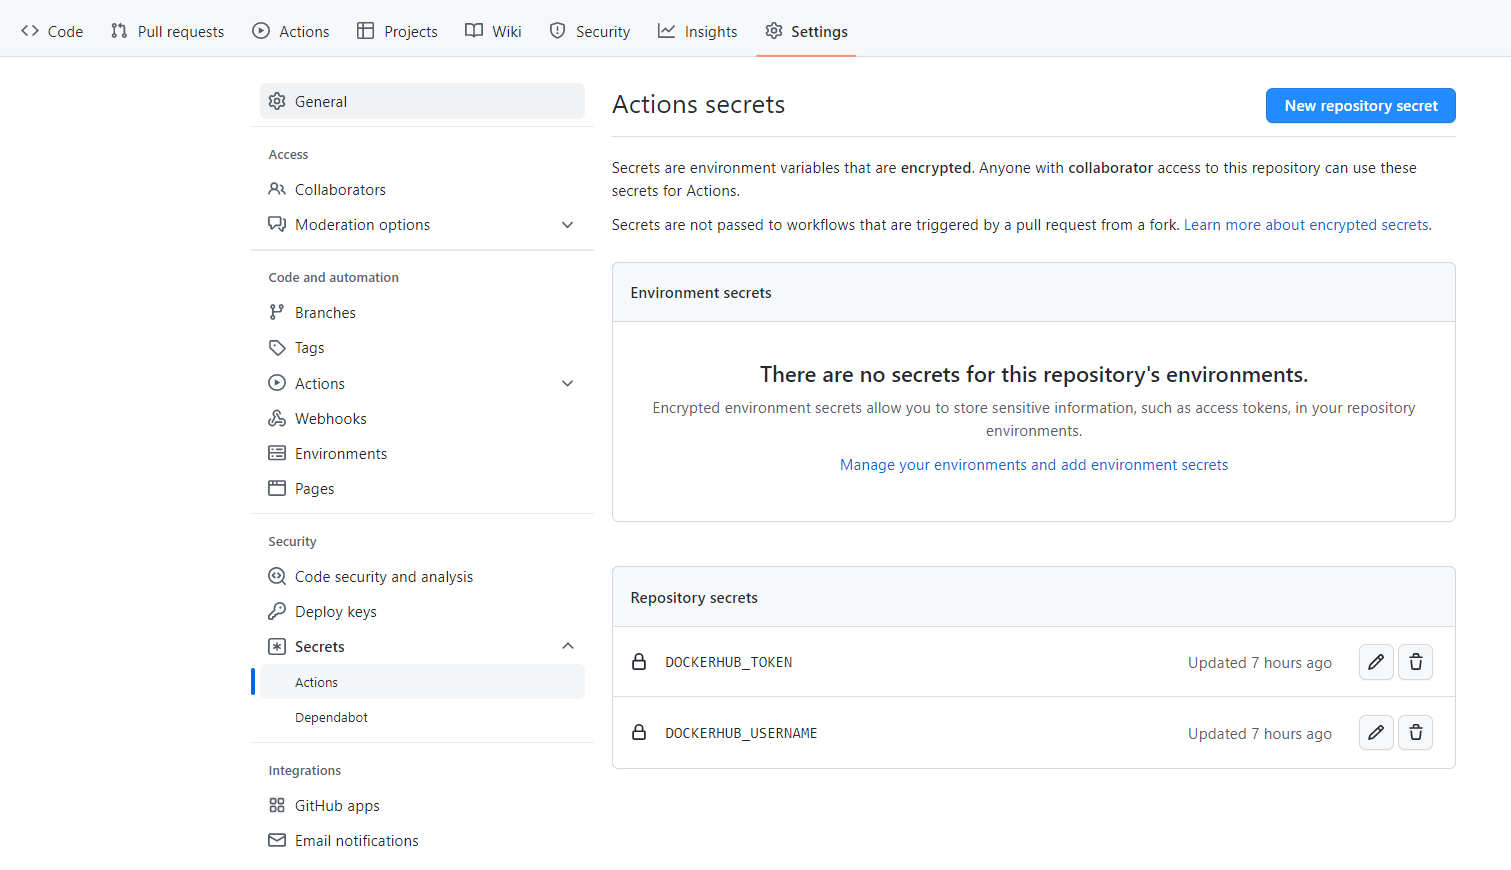 Code Pull requests Actions Projects Wiki Security Insights Settings
General
Access
Collaborators
Moderation options
Code and automation
Branches
Tags
Actions
Webhooks
Environments
Pages
Security
Code security and analysis
Deploy keys
Secrets
Actions
Dependabot
Integrations
GitHub apps
Email notifications
Actions secrets
New repository secret
Secrets are environment variables that are encrypted. Anyone with collaborator access to this repository can use these
secrets for Actions.
Secrets are not passed to workflows that are triggered by a pull request from a fork. Learn more about encrypted secrets.
Environment secrets
There are no secrets for this repository's environments.
Encrypted environment secrets allow you to store sensitive information, such as access tokens, in your repository
environments.
Manage your environments and add environment secrets
Repository secrets
DOCKERHUB_TOKEN Updated 7 hours ago
DOCKERHUB_USERNAME Updated 7 hours ago